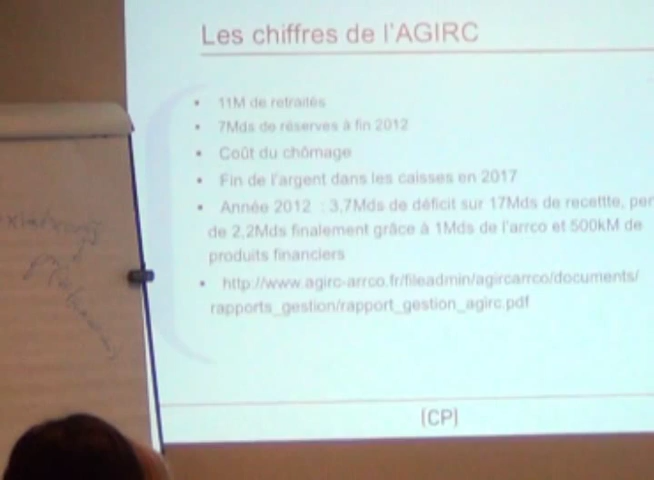 Les chiffres de l'AGIRC
• 11M de retraités
• 7Mds de réserves à fin 2012
• Coût du chômage
• Fin de l'argent dans les caisses en 2017
• Année 2012 : 3,7Mds de déficit sur 17Mds de recettte, per
de 2,2Mds finalement grâce à 1Mds de l'arrco et 500kM de
produits financiers
• http://www.agirc-arrco.fr/fileadmin/agircarrco/documents/
rapports_gestion/rapport_gestion_agirc.pdf
(CP)